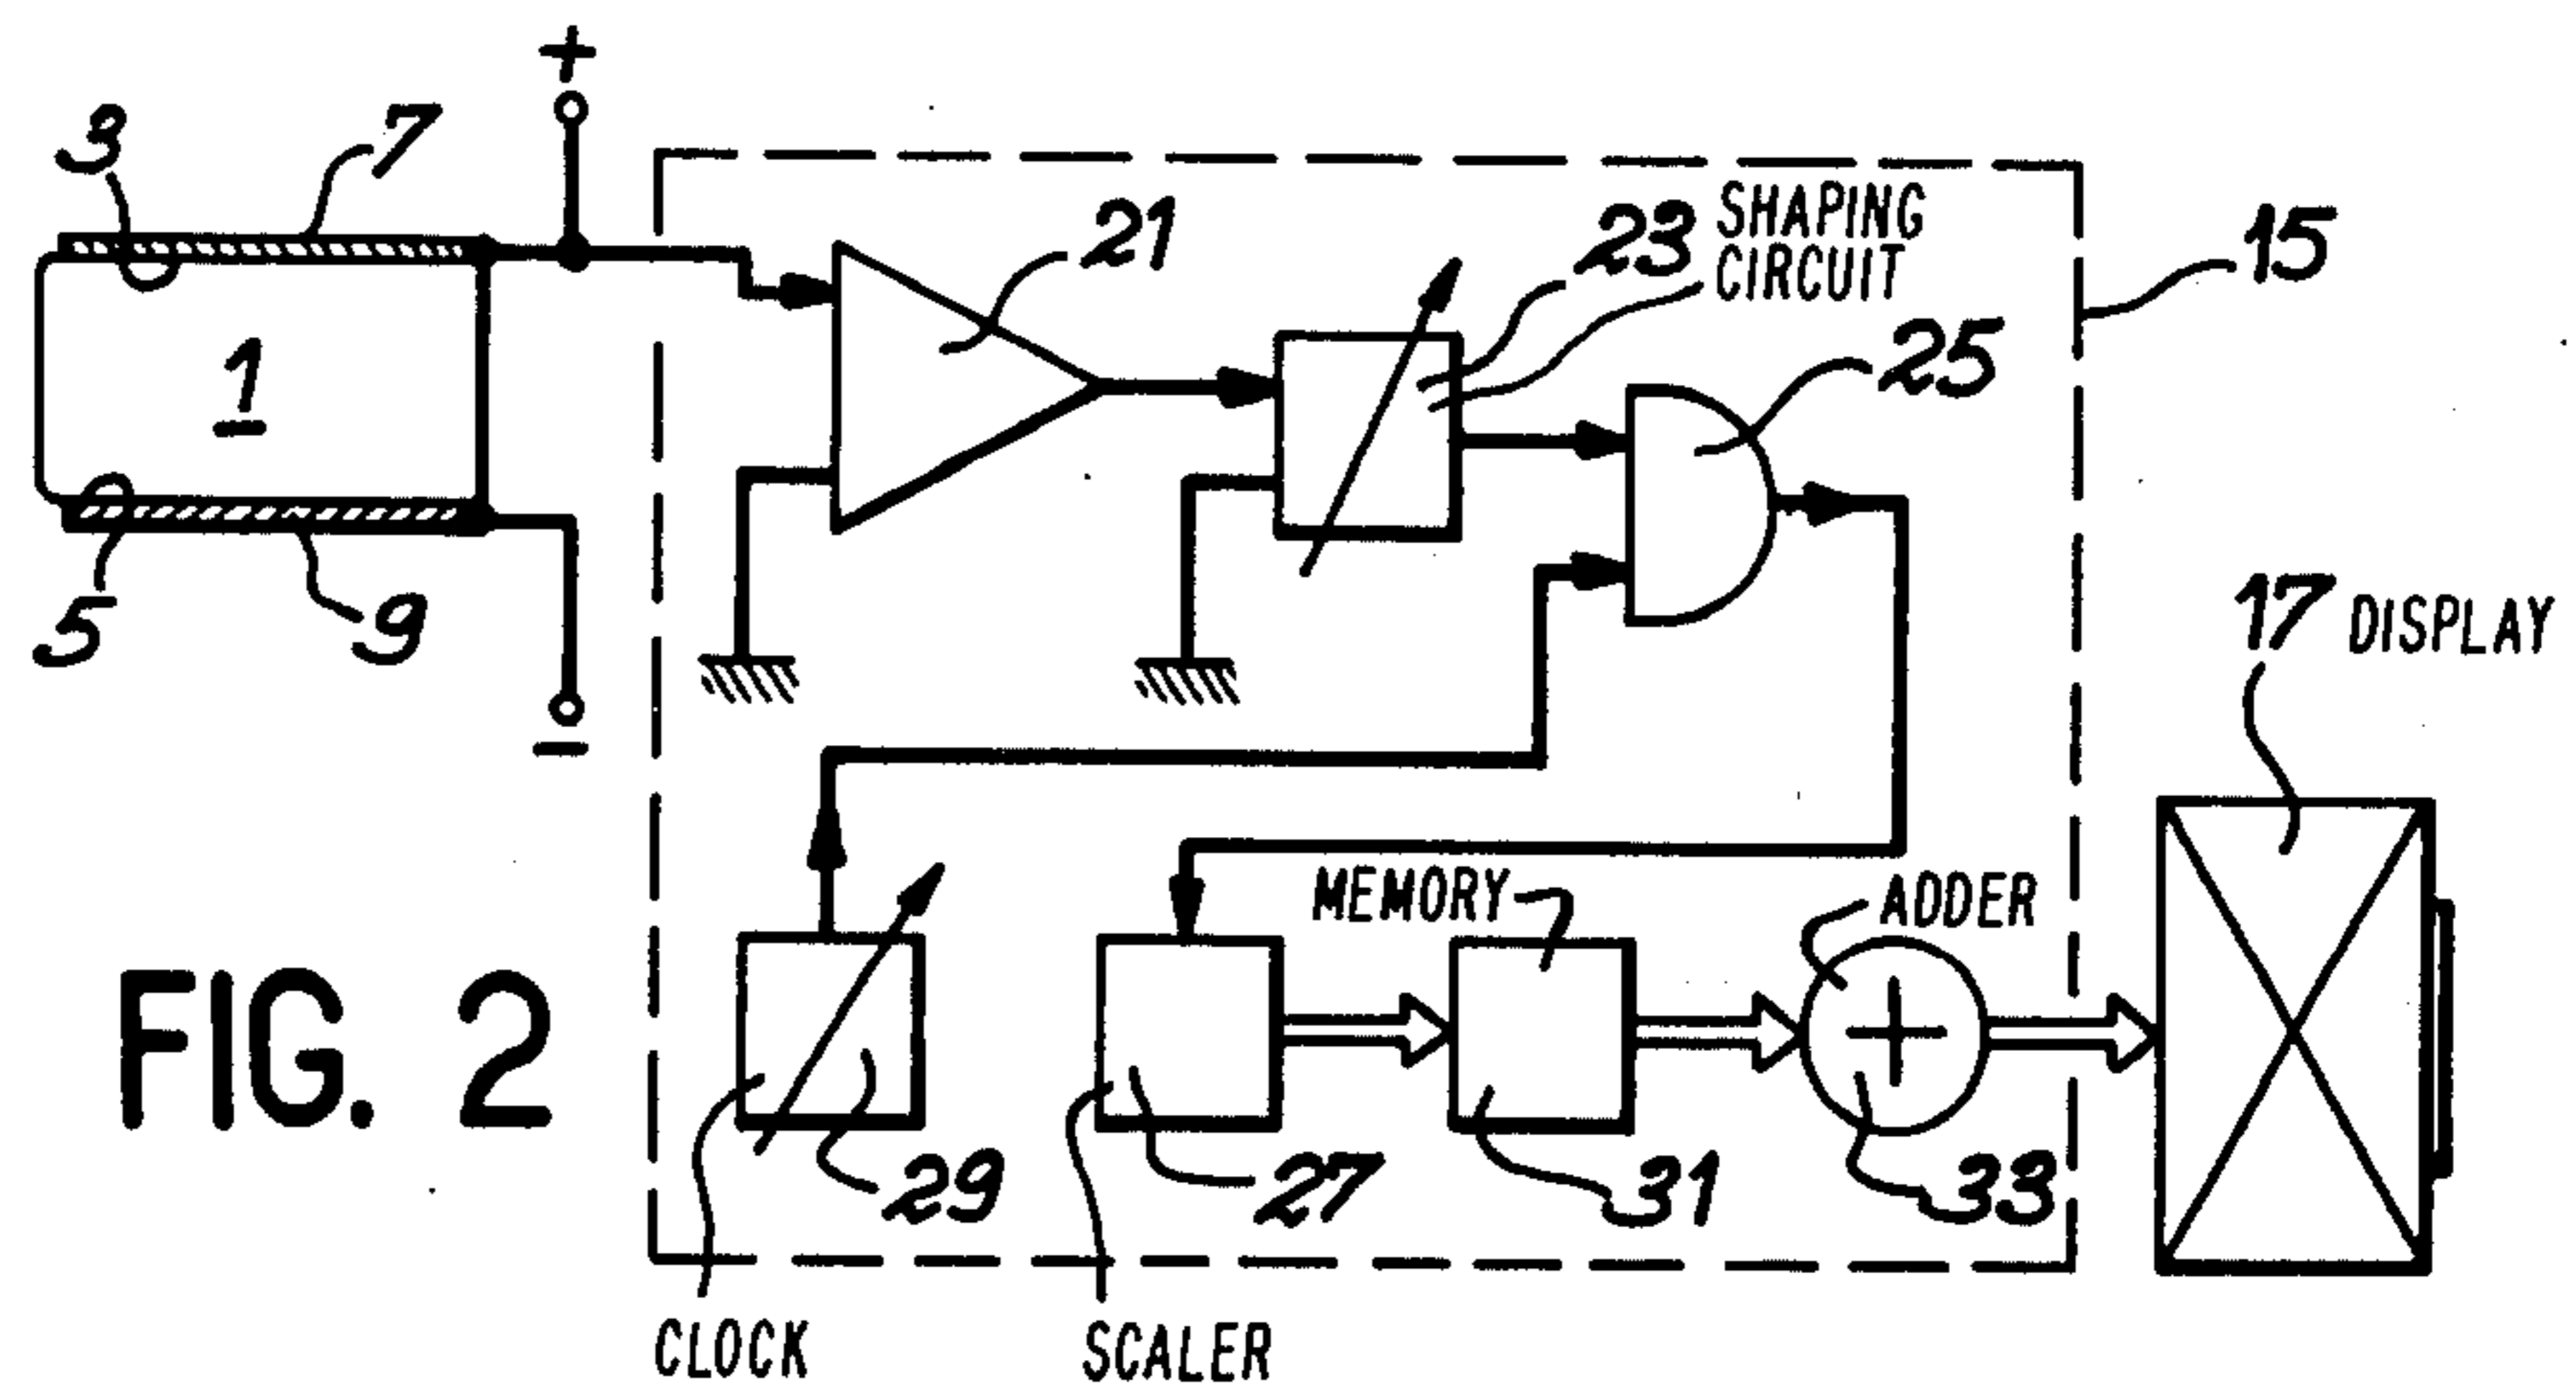 +
3
7
21
23
SHAPING
CIRCUIT
15
1
25
5
9
−
17 DISPLAY
MEMORY
ADDER
+
FIG. 2
29
27
31
33
CLOCK
SCALER